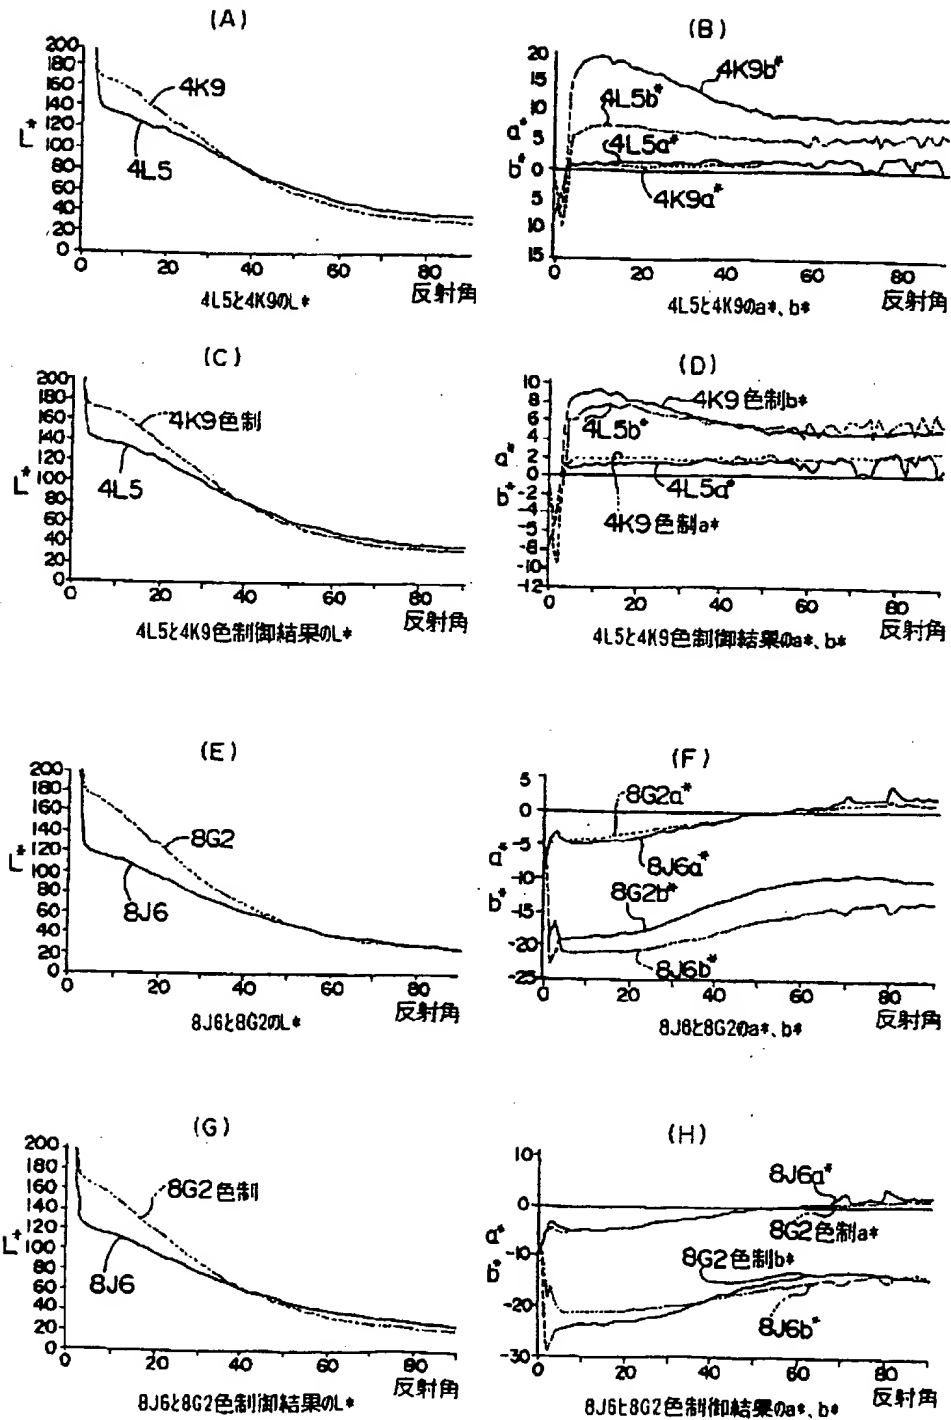 (A)
200
180
160
140
120
100
80
60
40
20
0
L*
4K9
4L5
0 20 40 60 80
反射角
4L5と4K9のL*
(B)
20
15
10
5
0
5
10
15
a*
b*
4K9b*
4L5b*
4L5a*
4K9a*
0 20 40 60 80
反射角
4L5と4K9のa*、b*
(C)
200
180
160
140
120
100
80
60
40
20
0
L*
4K9色制
4L5
0 20 40 60 80
反射角
4L5と4K9色制御結果のL*
(D)
10
8
6
4
2
0
-2
-4
-6
-8
-10
-12
a*
b*
4K9色制b*
4L5b*
4L5a*
4K9色制a*
0 20 40 60 80
反射角
4L5と4K9色制御結果のa*、b*
(E)
200
180
160
140
120
100
80
60
40
20
0
L*
8G2
8J6
0 20 40 60 80
反射角
8J6と8G2のL*
(F)
5
0
-5
-10
-15
-20
-25
a*
b*
8G2a*
8J6a*
8G2b*
8J6b*
0 20 40 60 80
反射角
8J6と8G2のa*、b*
(G)
200
180
160
140
120
100
80
60
40
20
0
L*
8G2色制
8J6
0 20 40 60 80
反射角
8J6と8G2色制御結果のL*
(H)
10
0
-10
-20
-30
a*
b*
8J6a*
8G2色制a*
8G2色制b*
8J6b*
0 20 40 60 80
反射角
8J6と8G2色制御結果のa*、b*